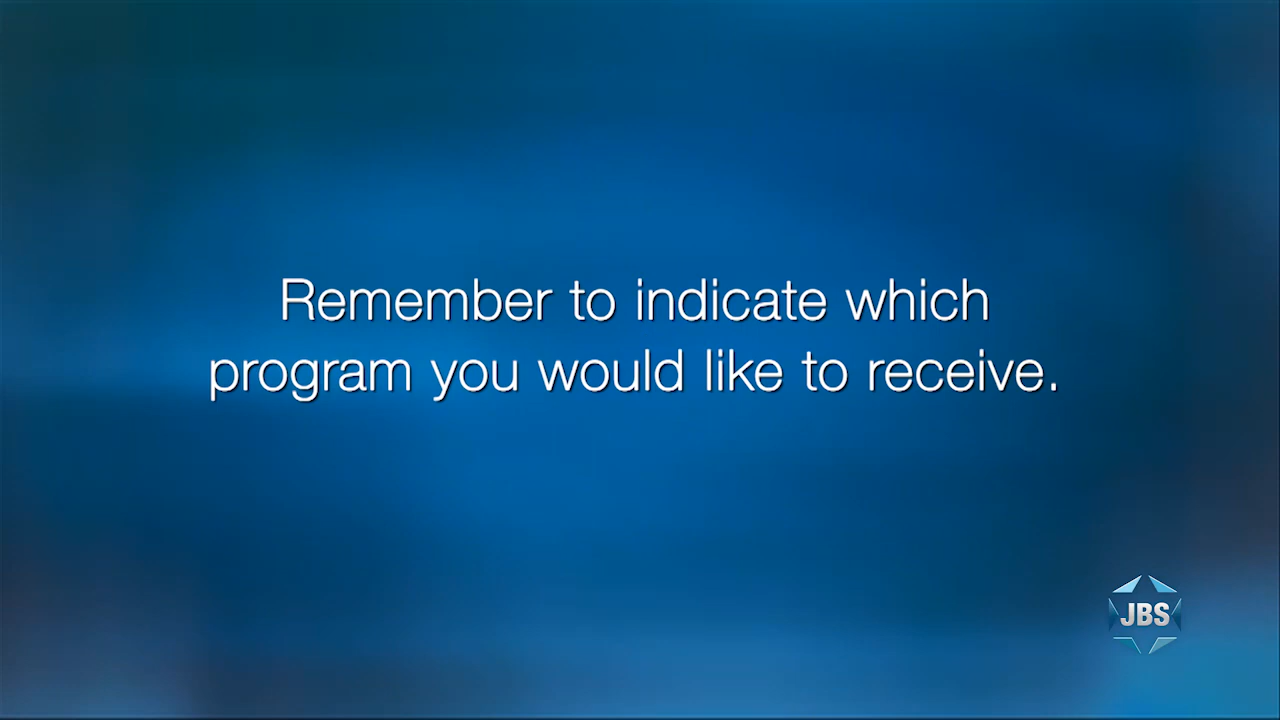 Remember to indicate which
program you would like to receive.
JBS